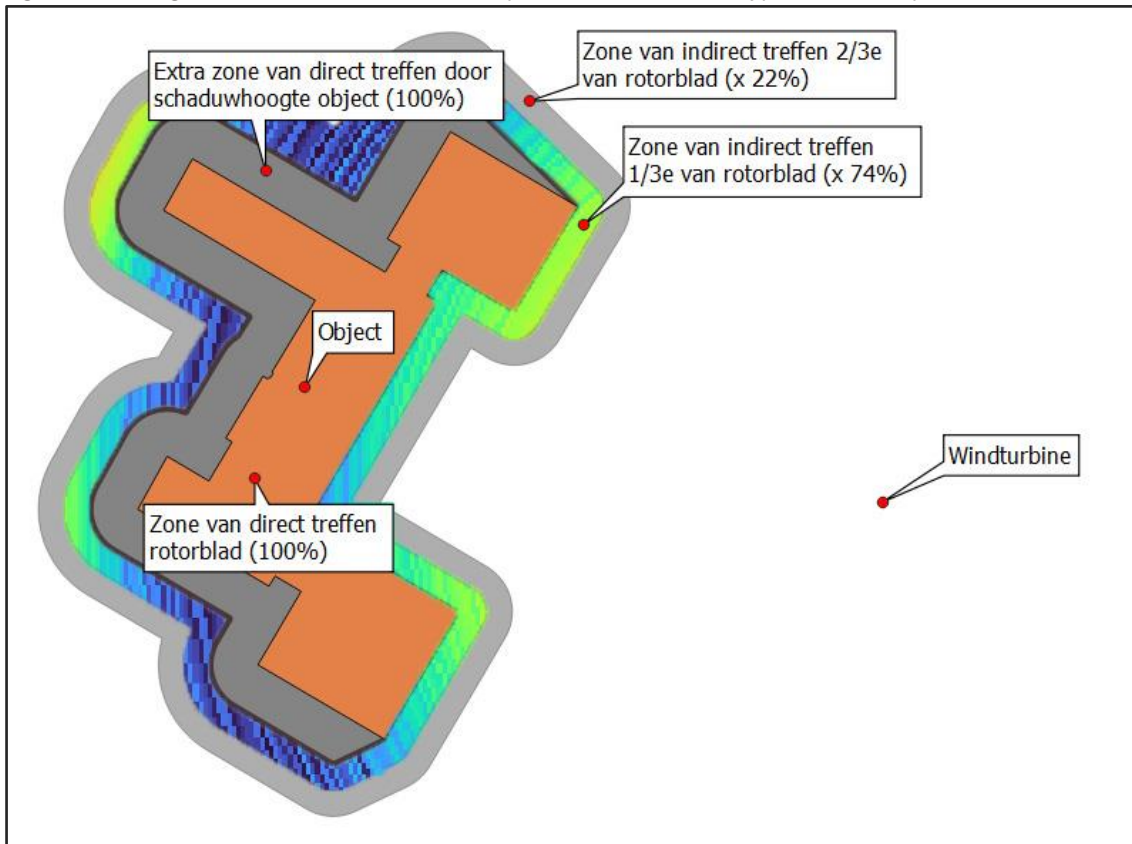 Zone van indirect treffen 2/3e
van rotorblad (x 22%)
Extra zone van direct treffen door
schaduwhoogte object (100%)
Zone van indirect treffen
1/3e van rotorblad (x 74%)
Object
Windturbine
Zone van direct treffen
rotorblad (100%)